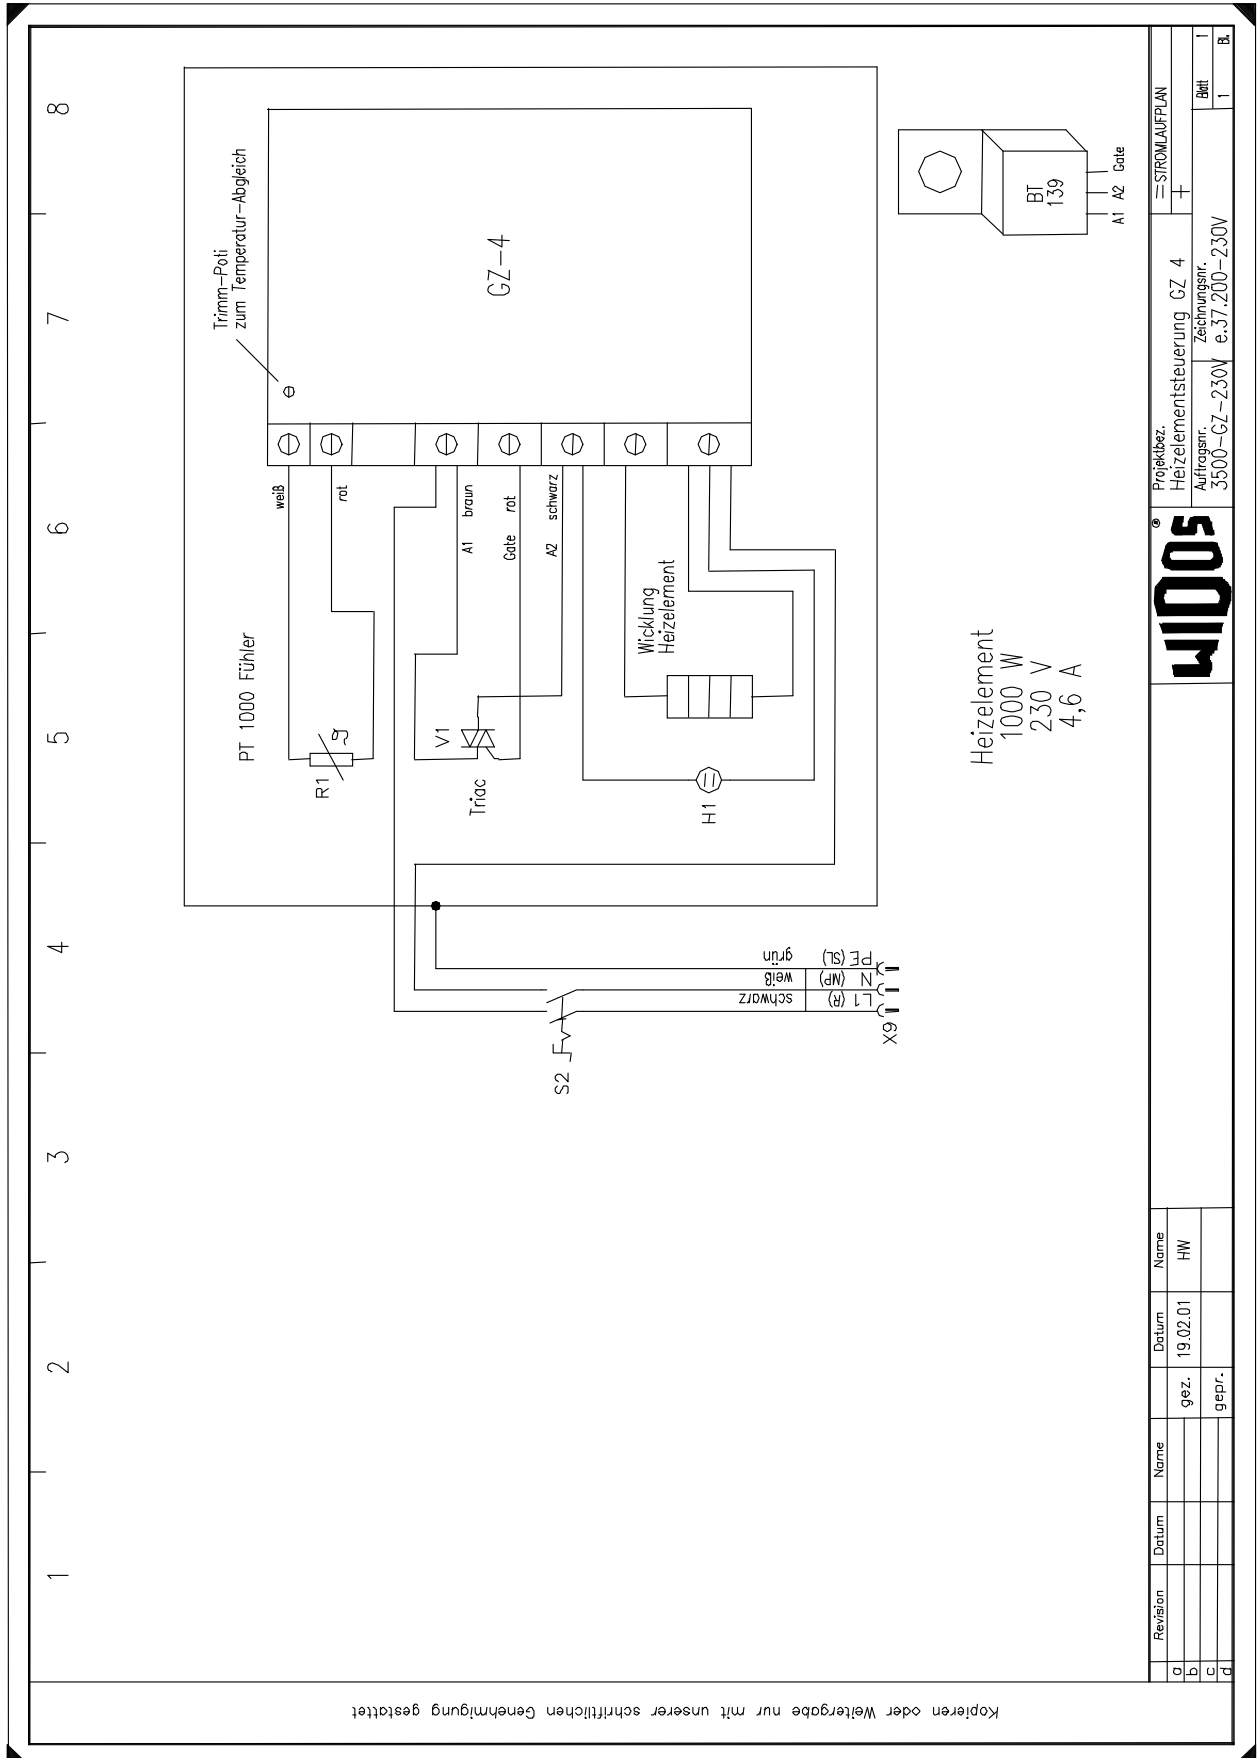 1
2
3
4
5
6
7
8
Trimm-Poti
zum Temperatur-Abgleich
GZ-4
weiß
rot
A1 braun
Gate rot
A2 schwarz
PT 1000 Fühler
R1
ϑ
V1
Triac
Wicklung
Heizelement
H1
grün
PE (SL)
weiß
N (MP)
schwarz
L1 (R)
X9
S2
Heizelement
1000 W
230 V
4,6 A
BT
139
A1 A2 Gate
Revision
Datum
Name
Datum
Name
a
b
c
d
gez.
19.02.01
HW
gepr.
WIDOS®
Projektbez.
Heizelementsteuerung GZ 4
Auftragsnr.
3500-GZ-230V
Zeichnungsnr.
e.37.200-230V
=STROMLAUFPLAN
+
Blatt 1
1 Bl.
Kopieren oder Weitergabe nur mit unserer schriftlichen Genehmigung gestattet